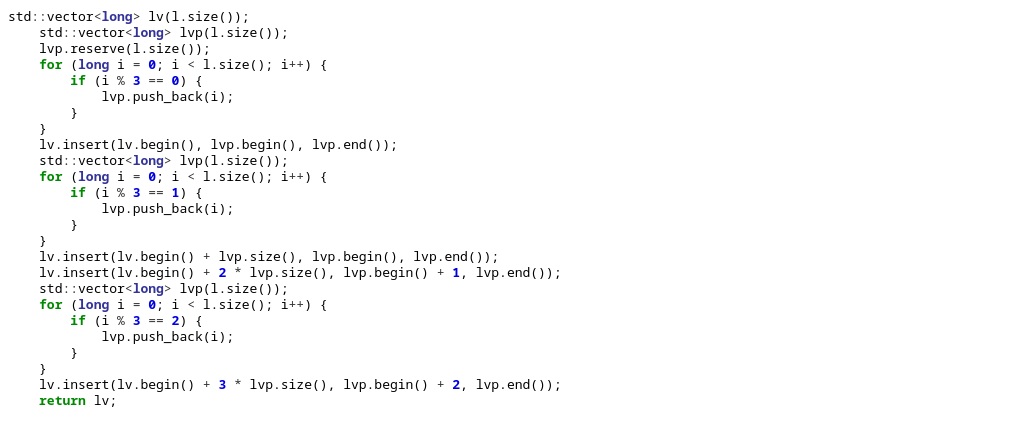 std::vector<long> lv(l.size());
    std::vector<long> lvp(l.size());
    lvp.reserve(l.size());
    for (long i = 0; i < l.size(); i++) {
        if (i % 3 == 0) {
            lvp.push_back(i);
        }
    }
    lv.insert(lv.begin(), lvp.begin(), lvp.end());
    std::vector<long> lvp(l.size());
    for (long i = 0; i < l.size(); i++) {
        if (i % 3 == 1) {
            lvp.push_back(i);
        }
    }
    lv.insert(lv.begin() + lvp.size(), lvp.begin(), lvp.end());
    lv.insert(lv.begin() + 2 * lvp.size(), lvp.begin() + 1, lvp.end());
    std::vector<long> lvp(l.size());
    for (long i = 0; i < l.size(); i++) {
        if (i % 3 == 2) {
            lvp.push_back(i);
        }
    }
    lv.insert(lv.begin() + 3 * lvp.size(), lvp.begin() + 2, lvp.end());
    return lv;